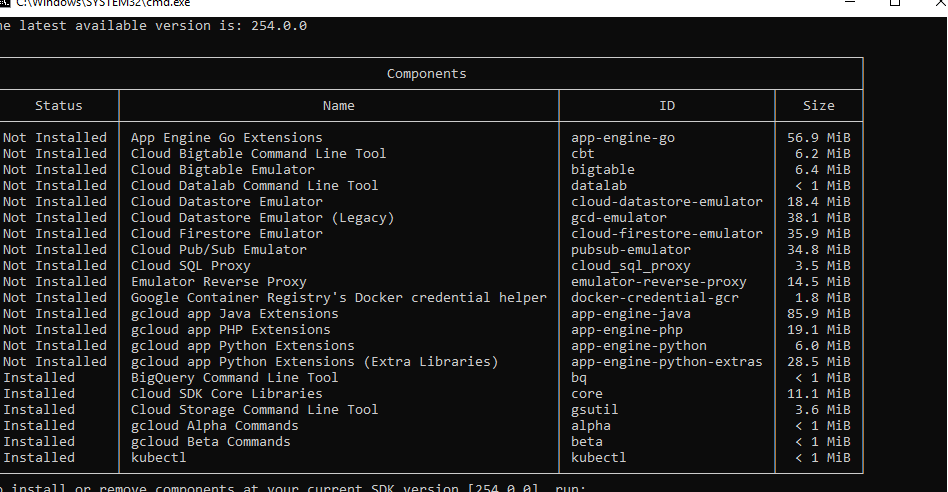 C:\Windows\SYSTEM32\cmd.exe
he latest available version is: 254.0.0
Components
Status Name ID Size
Not Installed App Engine Go Extensions app-engine-go 56.9 MiB
Not Installed Cloud Bigtable Command Line Tool cbt 6.2 MiB
Not Installed Cloud Bigtable Emulator bigtable 6.4 MiB
Not Installed Cloud Datalab Command Line Tool datalab < 1 MiB
Not Installed Cloud Datastore Emulator cloud-datastore-emulator 18.4 MiB
Not Installed Cloud Datastore Emulator (Legacy) gcd-emulator 38.1 MiB
Not Installed Cloud Firestore Emulator cloud-firestore-emulator 35.9 MiB
Not Installed Cloud Pub/Sub Emulator pubsub-emulator 34.8 MiB
Not Installed Cloud SQL Proxy cloud_sql_proxy 3.5 MiB
Not Installed Emulator Reverse Proxy emulator-reverse-proxy 14.5 MiB
Not Installed Google Container Registry's Docker credential helper docker-credential-gcr 1.8 MiB
Not Installed gcloud app Java Extensions app-engine-java 85.9 MiB
Not Installed gcloud app PHP Extensions app-engine-php 19.1 MiB
Not Installed gcloud app Python Extensions app-engine-python 6.0 MiB
Not Installed gcloud app Python Extensions (Extra Libraries) app-engine-python-extras 28.5 MiB
Installed BigQuery Command Line Tool bq < 1 MiB
Installed Cloud SDK Core Libraries core 11.1 MiB
Installed Cloud Storage Command Line Tool gsutil 3.6 MiB
Installed gcloud Alpha Commands alpha < 1 MiB
Installed gcloud Beta Commands beta < 1 MiB
Installed kubectl kubectl < 1 MiB
o install or remove components at your current SDK version [254.0.0], run: